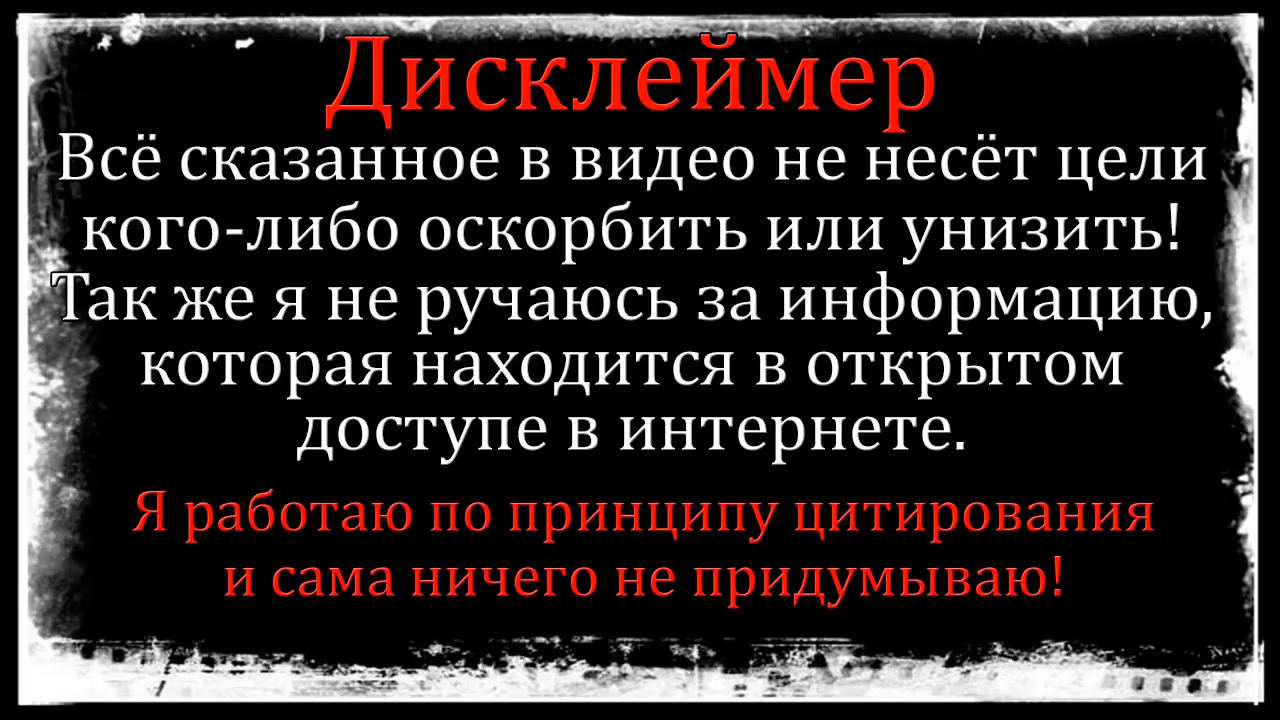 Дисклеймер
Всё сказанное в видео не несёт цели
кого-либо оскорбить или унизить!
Так же я не ручаюсь за информацию,
которая находится в открытом
доступе в интернете.
Я работаю по принципу цитирования
и сама ничего не придумываю!